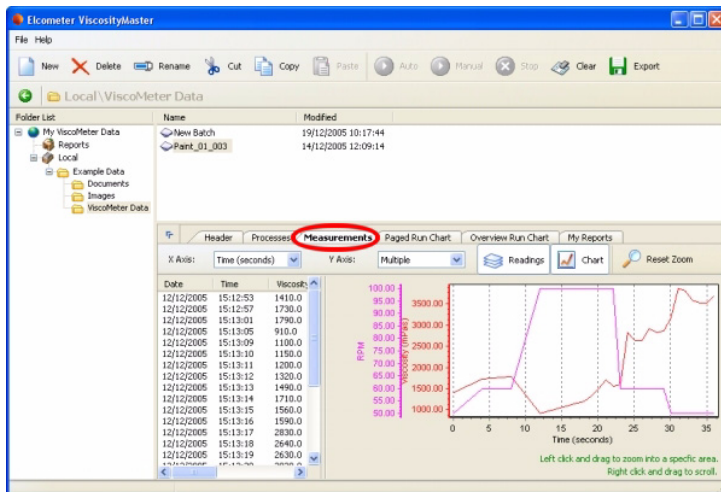 Elcometer ViscosityMaster
File Help
New Delete Rename Cut Copy Paste Auto Manual Stop Clear Export
Local\ViscoMeter Data
Folder List
My ViscoMeter Data
Reports
Local
Example Data
Documents
Images
ViscoMeter Data
Name Modified
New Batch 19/12/2005 10:17:44
Paint_01_003 14/12/2005 12:09:14
Header Processes Measurements Paged Run Chart Overview Run Chart My Reports
X Axis: Time (seconds) Y Axis: Multiple Readings Chart Reset Zoom
Date Time Viscosity
12/12/2005 15:12:53 1410.0
12/12/2005 15:12:57 1730.0
12/12/2005 15:13:01 1790.0
12/12/2005 15:13:05 910.0
12/12/2005 15:13:09 1100.0
12/12/2005 15:13:10 1150.0
12/12/2005 15:13:11 1200.0
12/12/2005 15:13:12 1320.0
12/12/2005 15:13:13 1490.0
12/12/2005 15:13:14 1710.0
12/12/2005 15:13:15 1560.0
12/12/2005 15:13:16 1590.0
12/12/2005 15:13:17 2830.0
12/12/2005 15:13:18 2640.0
12/12/2005 15:13:19 2630.0
RPM
100.00
95.00
90.00
85.00
80.00
75.00
70.00
65.00
60.00
55.00
50.00
Viscosity (mPa/s)
3500.00
3000.00
2500.00
2000.00
1500.00
1000.00
0 5 10 15 20 25 30 35
Time (seconds)
Left click and drag to zoom into a specfic area.
Right click and drag to scroll.